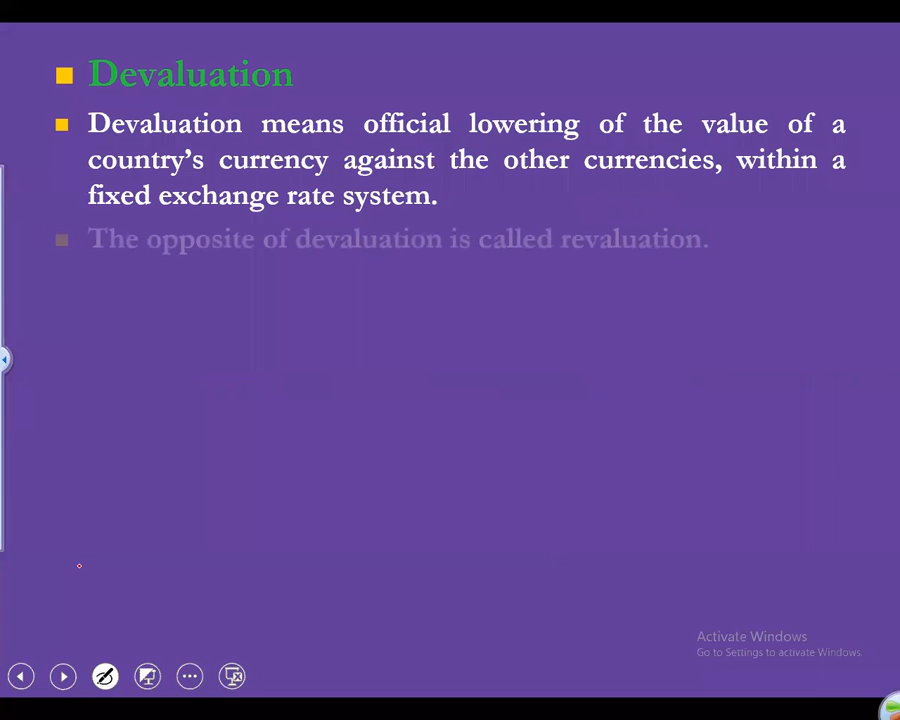 Devaluation
Devaluation means official lowering of the value of a
country's currency against the other currencies, within a
fixed exchange rate system.
The opposite of devaluation is called revaluation.
Activate Windows
Go to Settings to activate Windows.